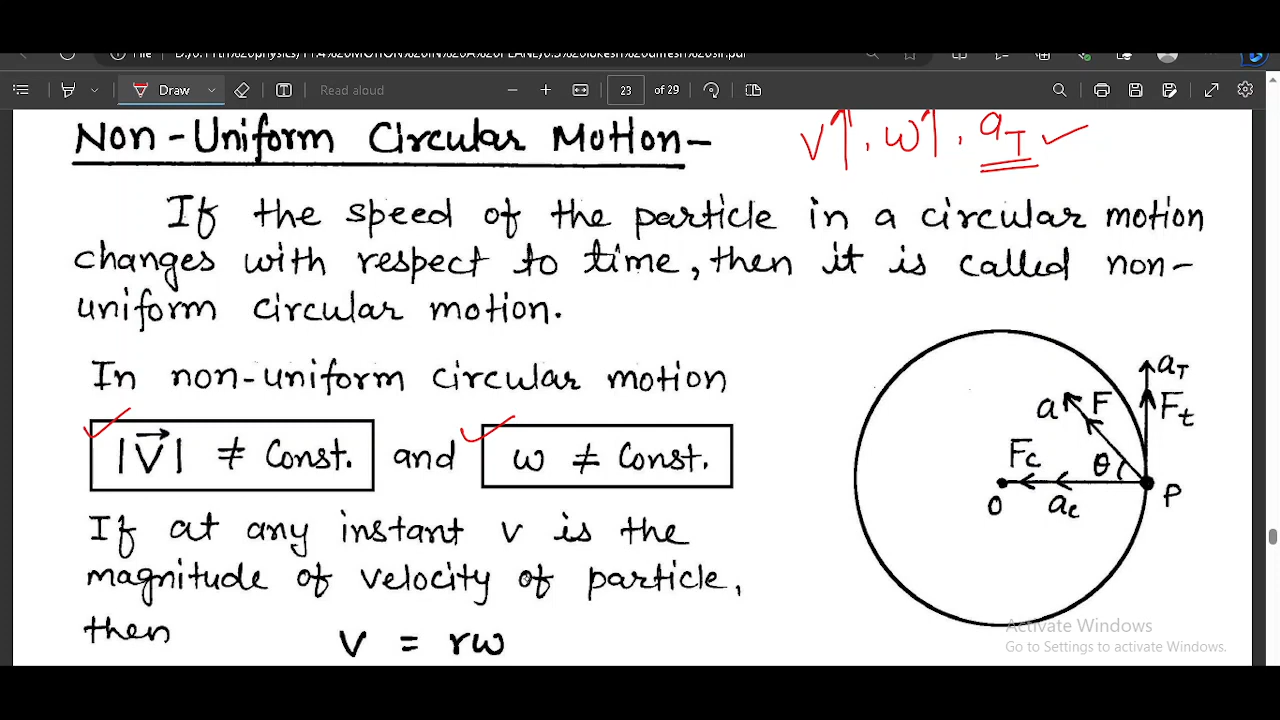 Draw
Read aloud
23 of 29
Non-Uniform Circular Motion-
V↑, ω↑, aT ✓
If the speed of the particle in a circular motion
changes with respect to time, then it is called non-
uniform circular motion.
In non-uniform circular motion
|V⃗| ≠ Const. and ω ≠ Const.
If at any instant v is the
magnitude of velocity of particle,
then
V = rω
aT
Ft
a F
Fc θ
O ac P
Activate Windows
Go to Settings to activate Windows.